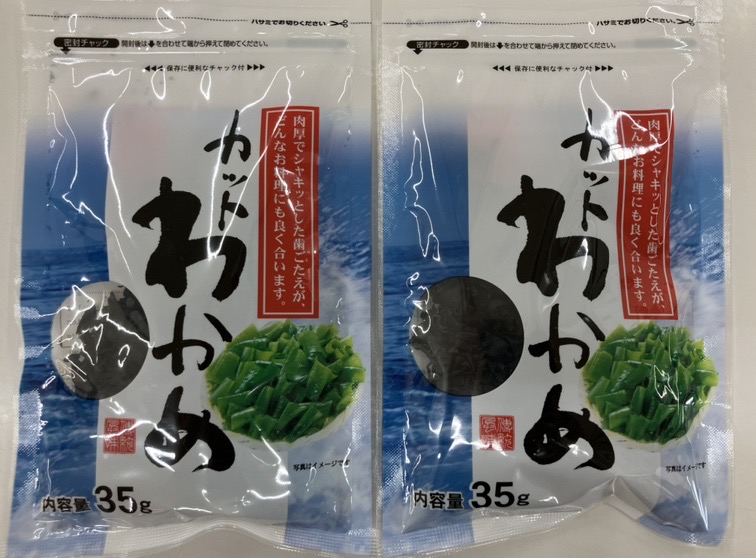 ハサミでお切りください
密封チャック
開封後は↓を合わせて端から押えて閉めてください。
◀◀◀ 保存に便利なチャック付 ▶▶▶
肉厚でシャキッとした歯ごたえが、
どんなお料理にも良く合います。
カット
わかめ
写真はイメージです
内容量 35g
ハサミでお切りください
密封チャック
開封後は↓を合わせて端から押えて閉めてください。
◀◀◀ 保存に便利なチャック付 ▶▶▶
肉厚でシャキッとした歯ごたえが、
どんなお料理にも良く合います。
カット
わかめ
写真はイメージです
内容量 35g